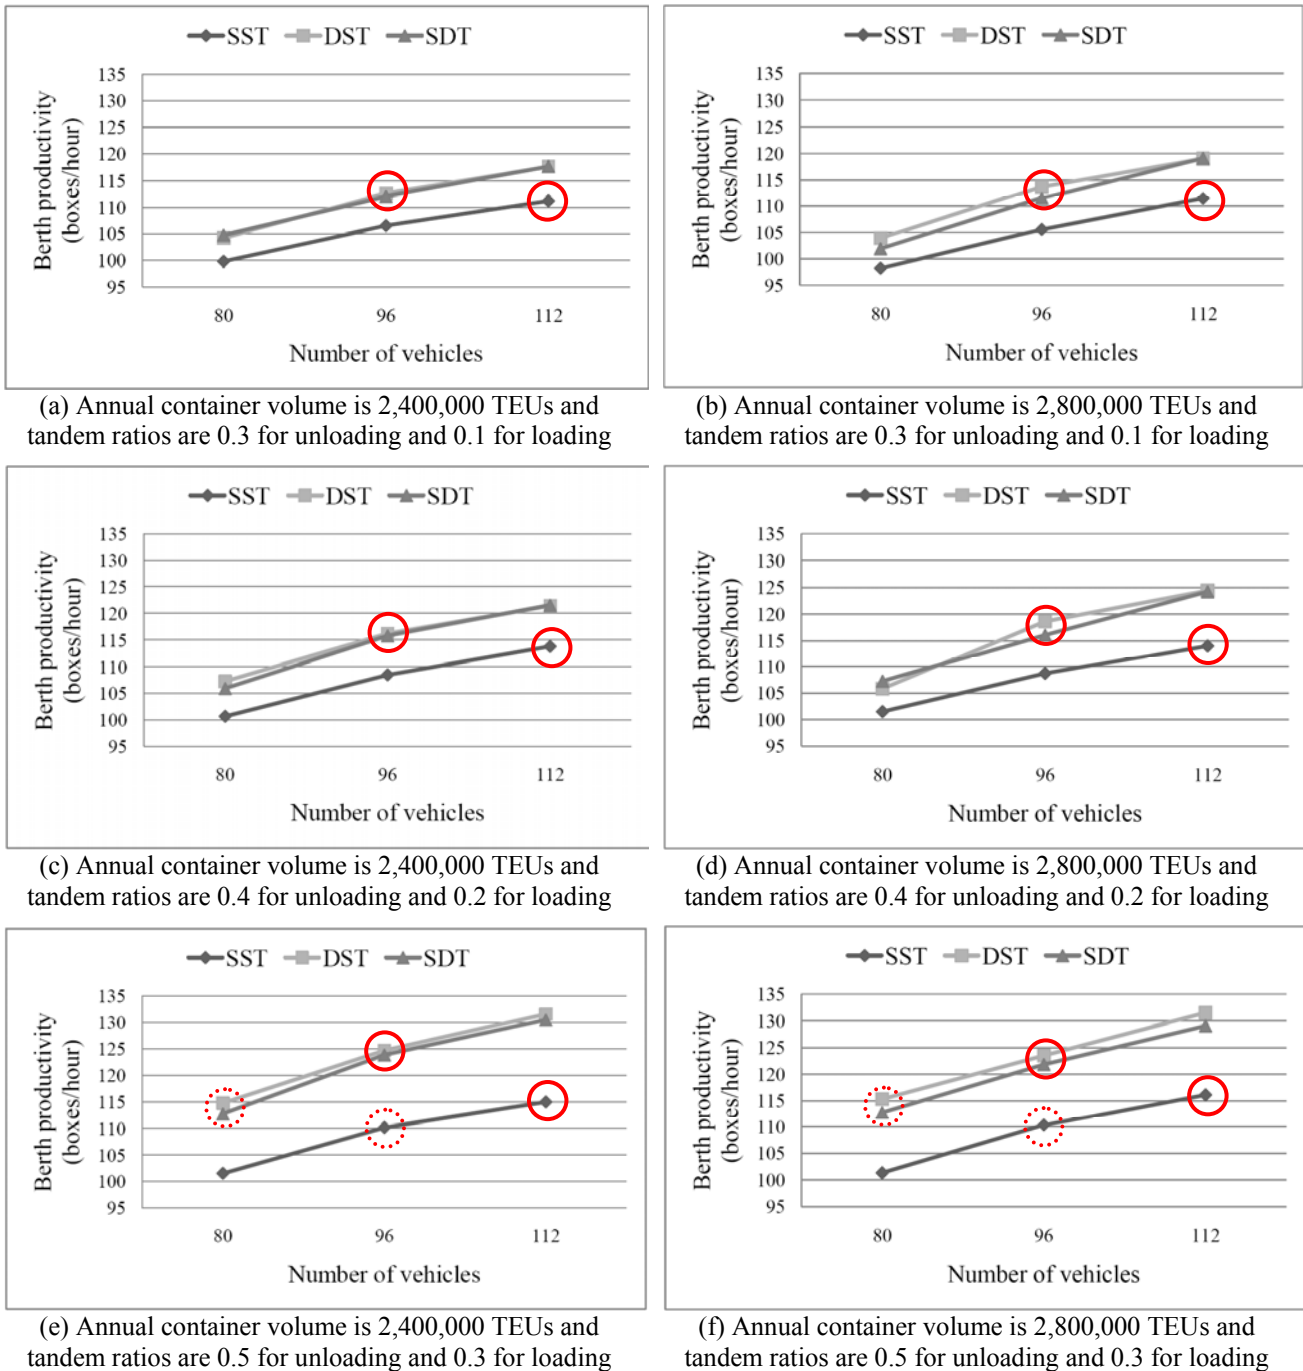 SST DST SDT
Berth productivity
(boxes/hour)
135
130
125
120
115
110
105
100
95
80 96 112
Number of vehicles
(a) Annual container volume is 2,400,000 TEUs and
tandem ratios are 0.3 for unloading and 0.1 for loading
SST DST SDT
Berth productivity
(boxes/hour)
135
130
125
120
115
110
105
100
95
80 96 112
Number of vehicles
(b) Annual container volume is 2,800,000 TEUs and
tandem ratios are 0.3 for unloading and 0.1 for loading
SST DST SDT
Berth productivity
(boxes/hour)
135
130
125
120
115
110
105
100
95
80 96 112
Number of vehicles
(c) Annual container volume is 2,400,000 TEUs and
tandem ratios are 0.4 for unloading and 0.2 for loading
SST DST SDT
Berth productivity
(boxes/hour)
135
130
125
120
115
110
105
100
95
80 96 112
Number of vehicles
(d) Annual container volume is 2,800,000 TEUs and
tandem ratios are 0.4 for unloading and 0.2 for loading
SST DST SDT
Berth productivity
(boxes/hour)
135
130
125
120
115
110
105
100
95
80 96 112
Number of vehicles
(e) Annual container volume is 2,400,000 TEUs and
tandem ratios are 0.5 for unloading and 0.3 for loading
SST DST SDT
Berth productivity
(boxes/hour)
135
130
125
120
115
110
105
100
95
80 96 112
Number of vehicles
(f) Annual container volume is 2,800,000 TEUs and
tandem ratios are 0.5 for unloading and 0.3 for loading